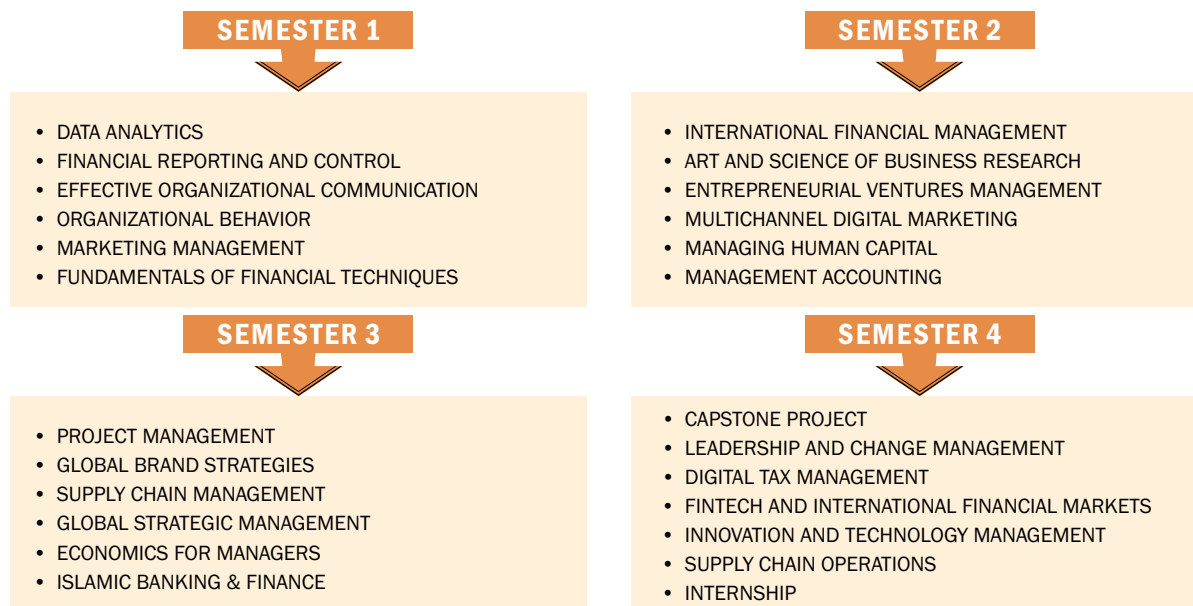 SEMESTER 1
• DATA ANALYTICS
• FINANCIAL REPORTING AND CONTROL
• EFFECTIVE ORGANIZATIONAL COMMUNICATION
• ORGANIZATIONAL BEHAVIOR
• MARKETING MANAGEMENT
• FUNDAMENTALS OF FINANCIAL TECHNIQUES
SEMESTER 2
• INTERNATIONAL FINANCIAL MANAGEMENT
• ART AND SCIENCE OF BUSINESS RESEARCH
• ENTREPRENEURIAL VENTURES MANAGEMENT
• MULTICHANNEL DIGITAL MARKETING
• MANAGING HUMAN CAPITAL
• MANAGEMENT ACCOUNTING
SEMESTER 3
• PROJECT MANAGEMENT
• GLOBAL BRAND STRATEGIES
• SUPPLY CHAIN MANAGEMENT
• GLOBAL STRATEGIC MANAGEMENT
• ECONOMICS FOR MANAGERS
• ISLAMIC BANKING & FINANCE
SEMESTER 4
• CAPSTONE PROJECT
• LEADERSHIP AND CHANGE MANAGEMENT
• DIGITAL TAX MANAGEMENT
• FINTECH AND INTERNATIONAL FINANCIAL MARKETS
• INNOVATION AND TECHNOLOGY MANAGEMENT
• SUPPLY CHAIN OPERATIONS
• INTERNSHIP